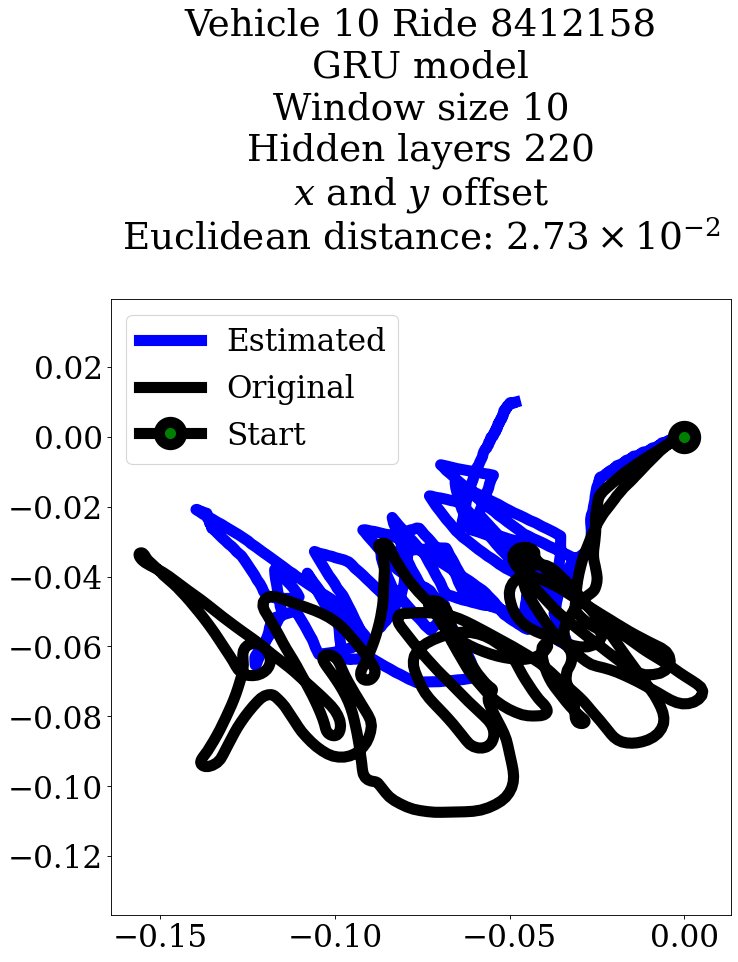 Vehicle 10 Ride 8412158
GRU model
Window size 10
Hidden layers 220
x and y offset
Euclidean distance: 2.73 × 10⁻²
Estimated
Original
Start
0.02
0.00
−0.02
−0.04
−0.06
−0.08
−0.10
−0.12
−0.15
−0.10
−0.05
0.00